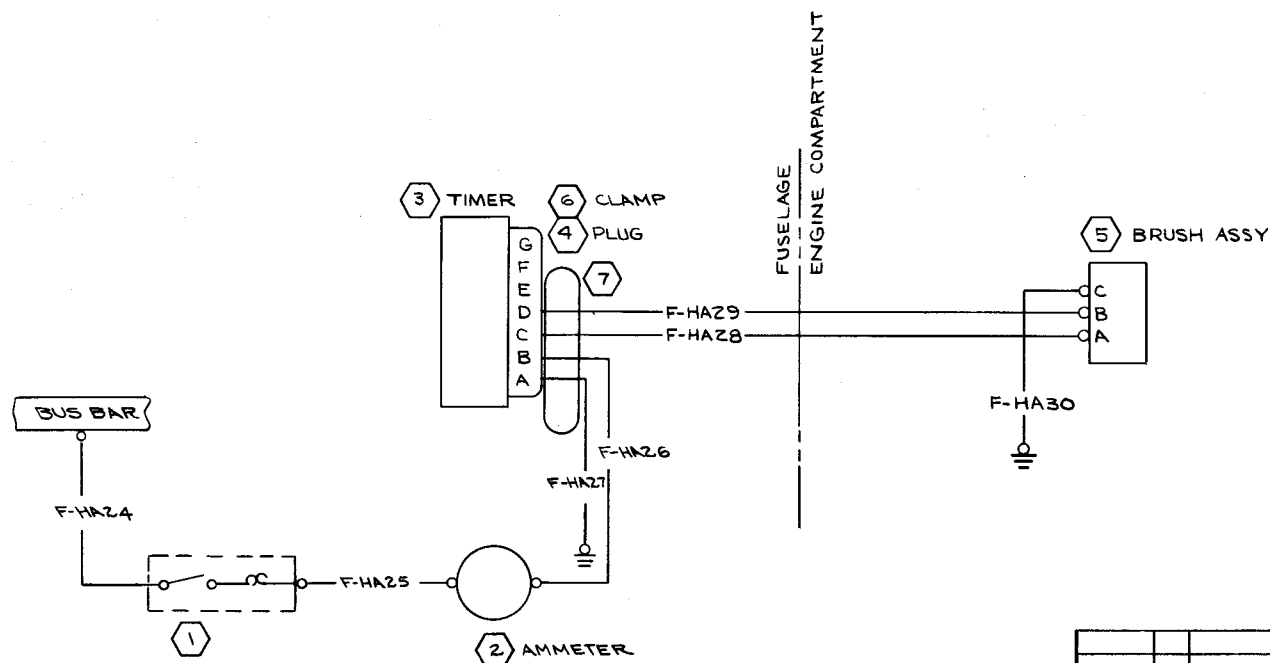 FUSELAGE
ENGINE COMPARTMENT
3 TIMER
6 CLAMP
4 PLUG
7
5 BRUSH ASSY
G
F
E
D
C
B
A
F-HA29
F-HA28
C
B
A
F-HA30
BUS BAR
F-HA26
F-HA27
F-HA24
F-HA25
1
2 AMMETER